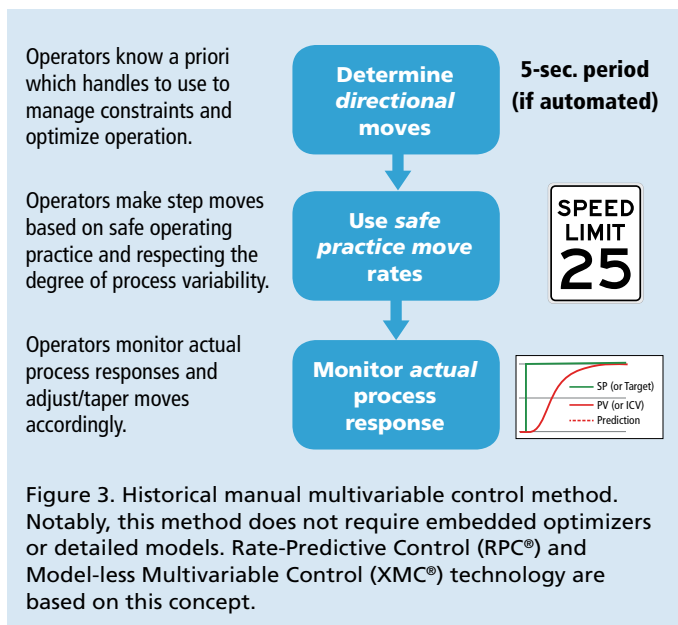 Operators know a priori
which handles to use to
manage constraints and
optimize operation.
Determine
directional
moves
5-sec. period
(if automated)
Operators make step moves
based on safe operating
practice and respecting the
degree of process variability.
Use safe
practice move
rates
SPEED
LIMIT
25
Operators monitor actual
process responses and
adjust/taper moves
accordingly.
Monitor actual
process
response
SP (or Target)
PV (or ICV)
Prediction
Figure 3. Historical manual multivariable control method.
Notably, this method does not require embedded optimizers
or detailed models. Rate-Predictive Control (RPC®) and
Model-less Multivariable Control (XMC®) technology are
based on this concept.